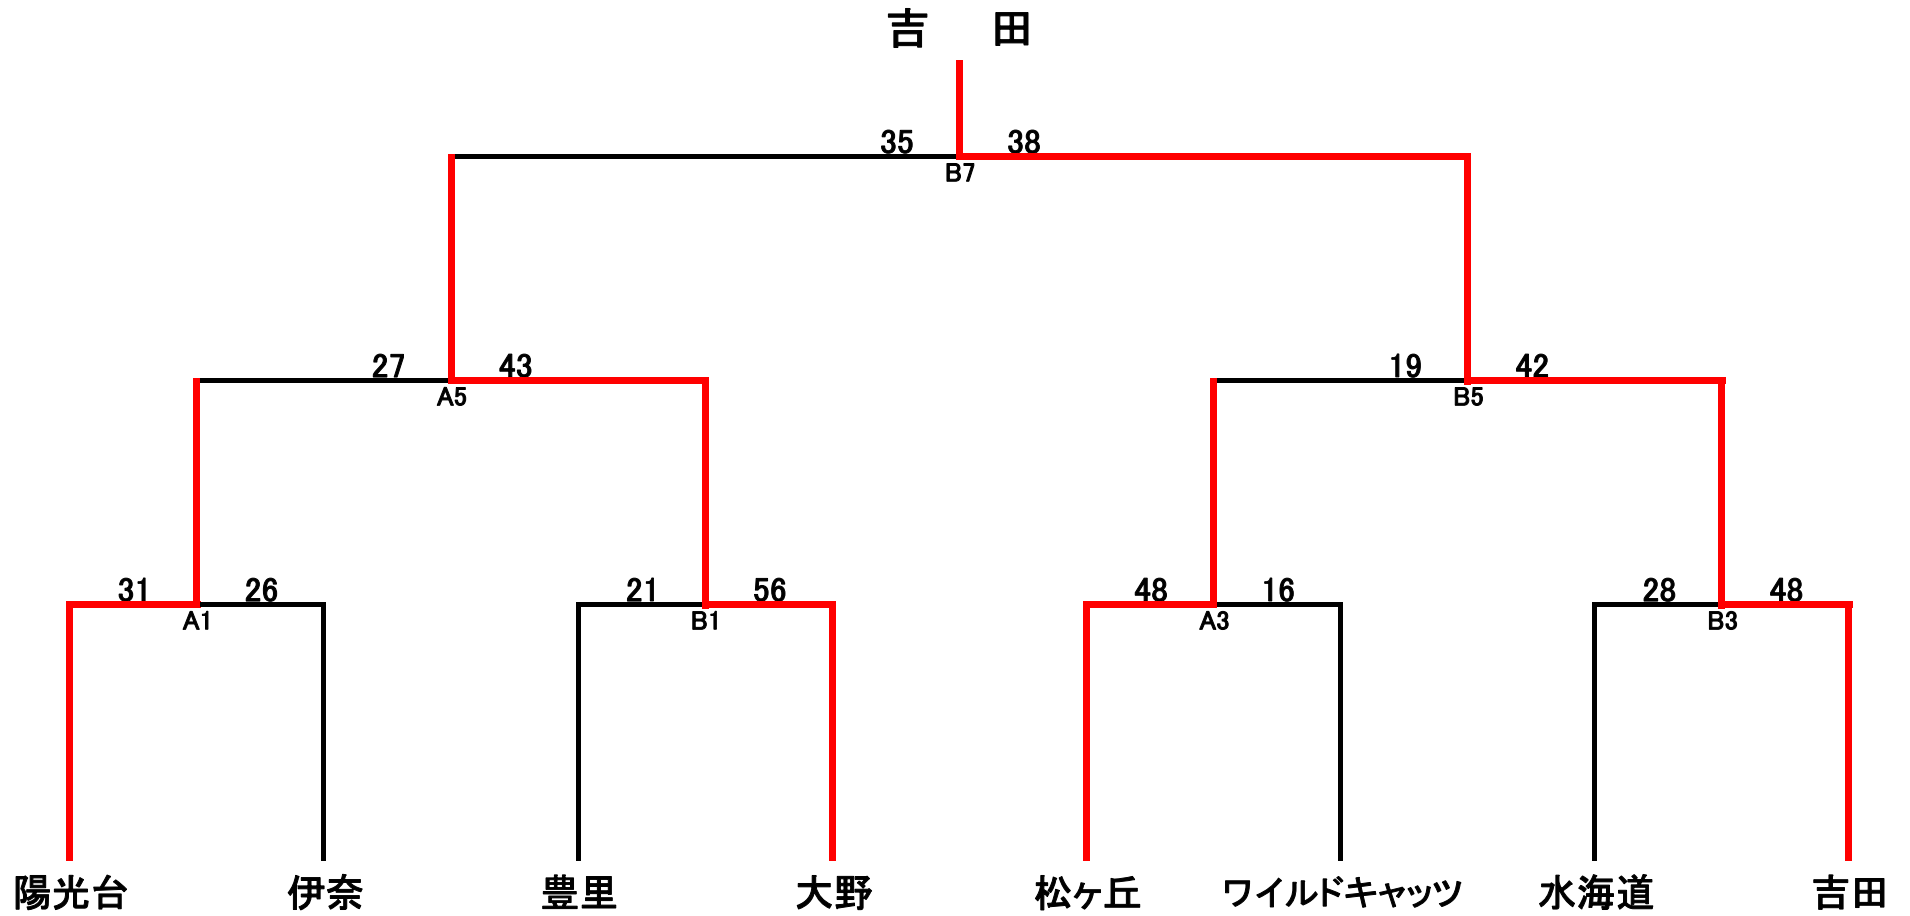 吉　田
35 38
B7
27 43 19 42
A5 B5
31 26 21 56 48 16 28 48
A1 B1 A3 B3
陽光台 伊奈 豊里 大野 松ヶ丘 ワイルドキャッツ 水海道 吉田